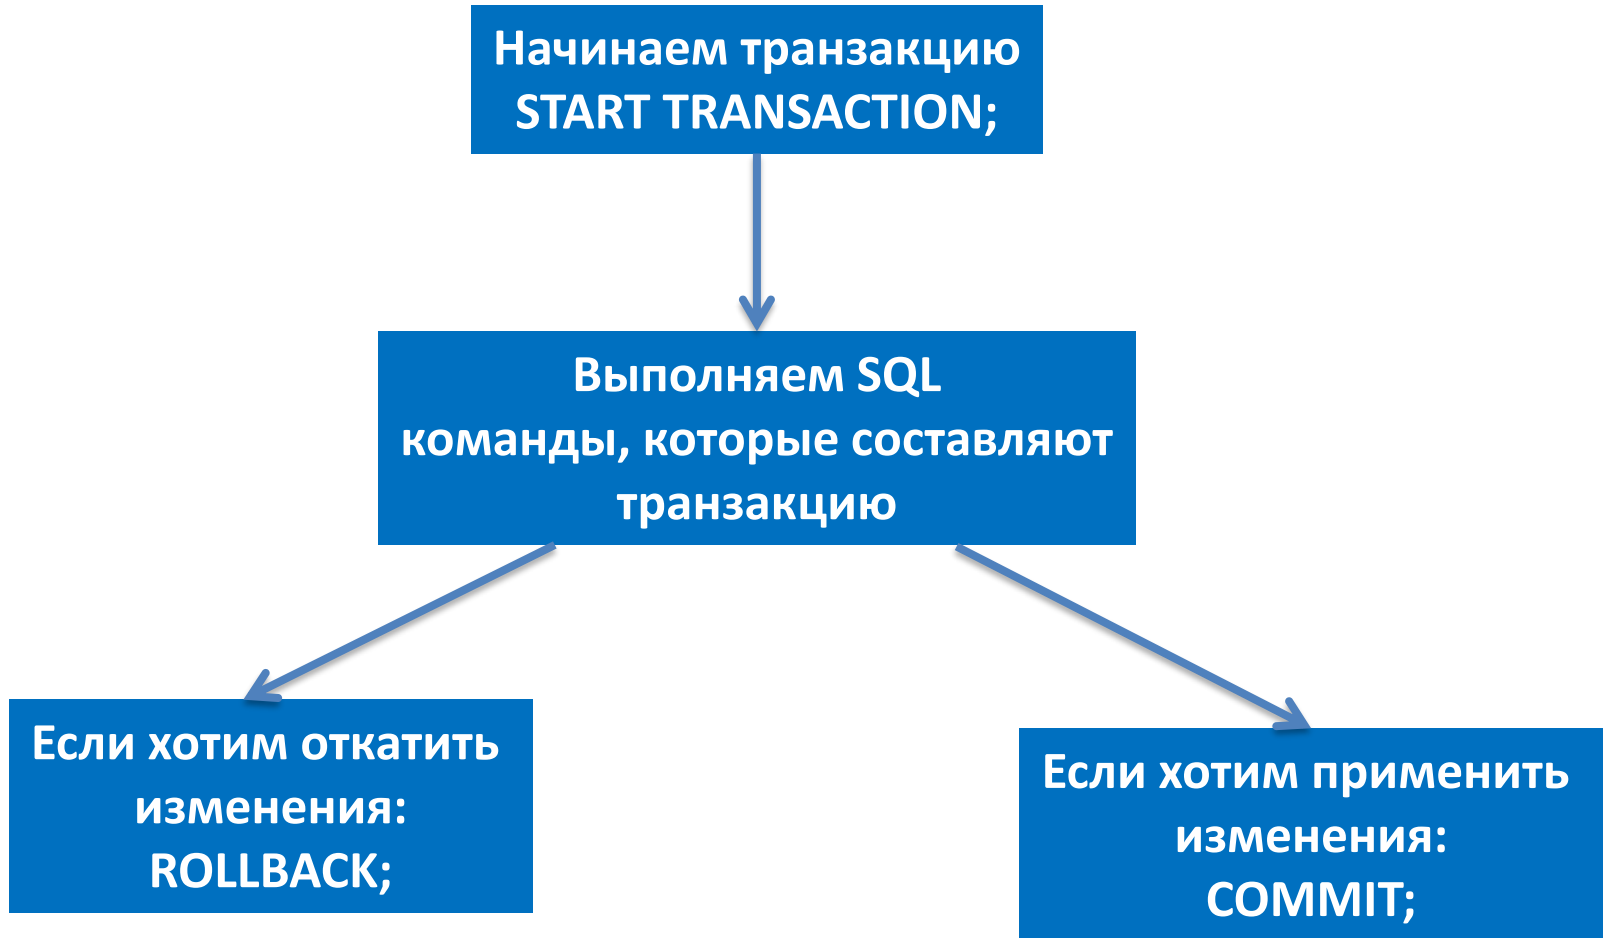 Начинаем транзакцию
START TRANSACTION;
Выполняем SQL
команды, которые составляют
транзакцию
Если хотим откатить
изменения:
ROLLBACK;
Если хотим применить
изменения:
COMMIT;